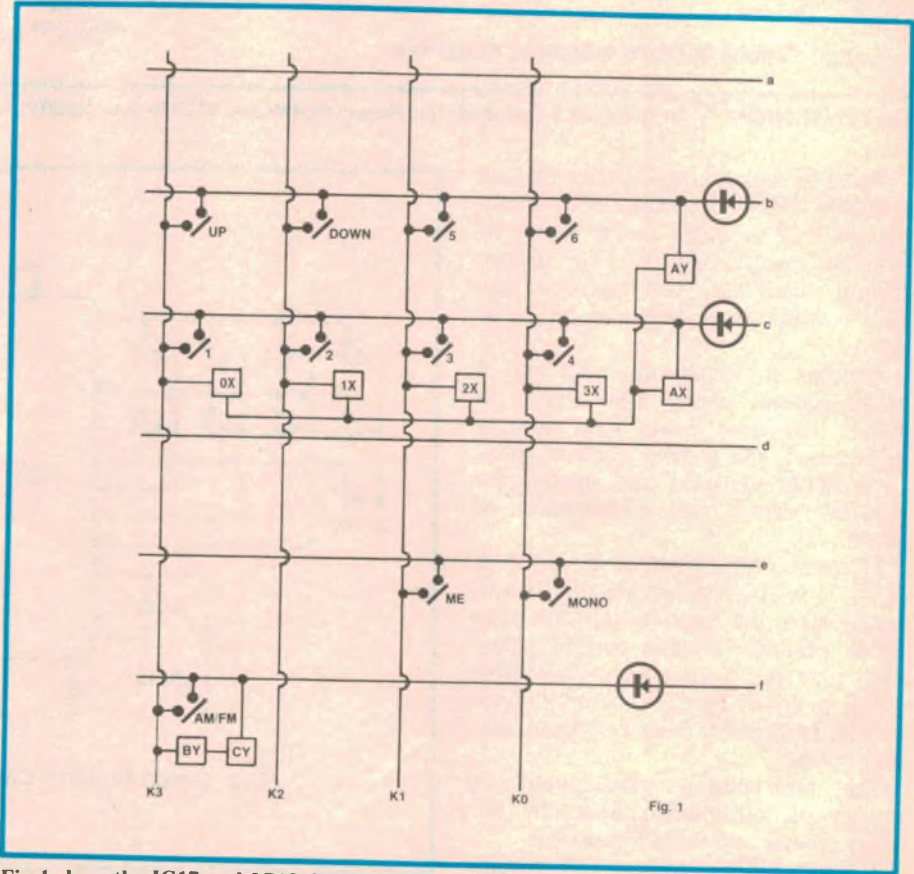 a
b
UP DOWN 5 6
AY
c
1 2 3 4
0X 1X 2X 3X AX
d
e
ME MONO
f
AM/FM
BY CY
K3 K2 K1 K0
Fig. 1